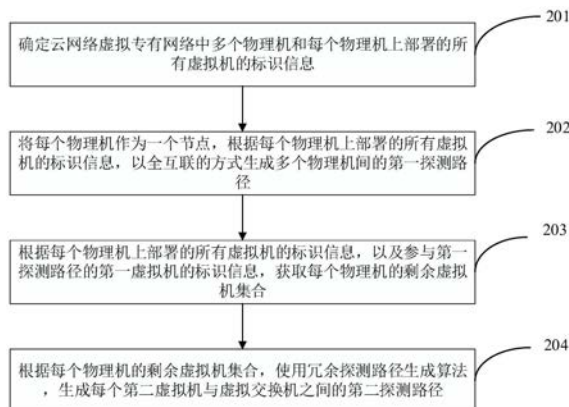 201
确定云网络虚拟专有网络中多个物理机和每个物理机上部署的所
有虚拟机的标识信息
202
将每个物理机作为一个节点，根据每个物理机上部署的所有虚拟
机的标识信息，以全互联的方式生成多个物理机间的第一探测路
径
203
根据每个物理机上部署的所有虚拟机的标识信息，以及参与第一
探测路径的第一虚拟机的标识信息，获取每个物理机的剩余虚拟
机集合
204
根据每个物理机的剩余虚拟机集合，使用冗余探测路径生成算法
，生成每个第二虚拟机与虚拟交换机之间的第二探测路径